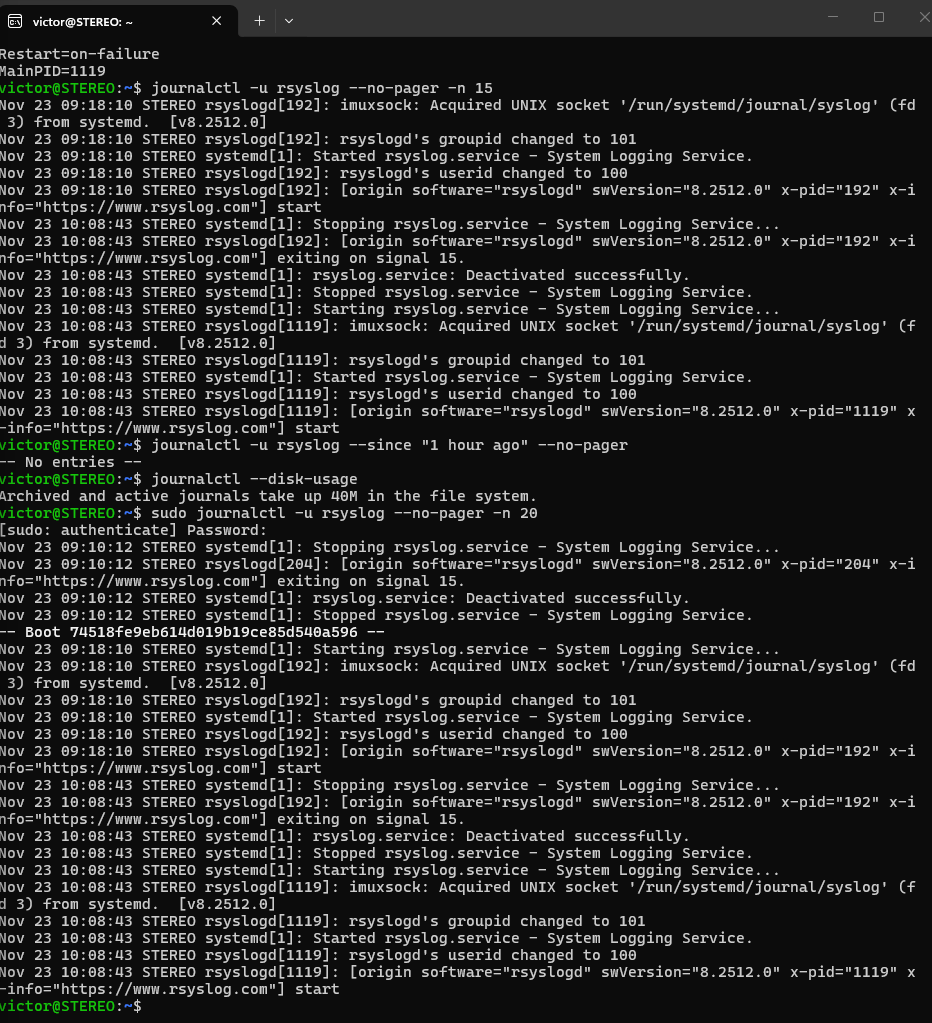 victor@STEREO: ~
Restart=on-failure
MainPID=1119
victor@STEREO:~$ journalctl -u rsyslog --no-pager -n 15
Nov 23 09:18:10 STEREO rsyslogd[192]: imuxsock: Acquired UNIX socket '/run/systemd/journal/syslog' (fd
 3) from systemd.  [v8.2512.0]
Nov 23 09:18:10 STEREO rsyslogd[192]: rsyslogd's groupid changed to 101
Nov 23 09:18:10 STEREO systemd[1]: Started rsyslog.service - System Logging Service.
Nov 23 09:18:10 STEREO rsyslogd[192]: rsyslogd's userid changed to 100
Nov 23 09:18:10 STEREO rsyslogd[192]: [origin software="rsyslogd" swVersion="8.2512.0" x-pid="192" x-i
nfo="https://www.rsyslog.com"] start
Nov 23 10:08:43 STEREO systemd[1]: Stopping rsyslog.service - System Logging Service...
Nov 23 10:08:43 STEREO rsyslogd[192]: [origin software="rsyslogd" swVersion="8.2512.0" x-pid="192" x-i
nfo="https://www.rsyslog.com"] exiting on signal 15.
Nov 23 10:08:43 STEREO systemd[1]: rsyslog.service: Deactivated successfully.
Nov 23 10:08:43 STEREO systemd[1]: Stopped rsyslog.service - System Logging Service.
Nov 23 10:08:43 STEREO systemd[1]: Starting rsyslog.service - System Logging Service...
Nov 23 10:08:43 STEREO rsyslogd[1119]: imuxsock: Acquired UNIX socket '/run/systemd/journal/syslog' (f
d 3) from systemd.  [v8.2512.0]
Nov 23 10:08:43 STEREO rsyslogd[1119]: rsyslogd's groupid changed to 101
Nov 23 10:08:43 STEREO systemd[1]: Started rsyslog.service - System Logging Service.
Nov 23 10:08:43 STEREO rsyslogd[1119]: rsyslogd's userid changed to 100
Nov 23 10:08:43 STEREO rsyslogd[1119]: [origin software="rsyslogd" swVersion="8.2512.0" x-pid="1119" x
-info="https://www.rsyslog.com"] start
victor@STEREO:~$ journalctl -u rsyslog --since "1 hour ago" --no-pager
-- No entries --
victor@STEREO:~$ journalctl --disk-usage
Archived and active journals take up 40M in the file system.
victor@STEREO:~$ sudo journalctl -u rsyslog --no-pager -n 20
[sudo: authenticate] Password:
Nov 23 09:10:12 STEREO systemd[1]: Stopping rsyslog.service - System Logging Service...
Nov 23 09:10:12 STEREO rsyslogd[204]: [origin software="rsyslogd" swVersion="8.2512.0" x-pid="204" x-i
nfo="https://www.rsyslog.com"] exiting on signal 15.
Nov 23 09:10:12 STEREO systemd[1]: rsyslog.service: Deactivated successfully.
Nov 23 09:10:12 STEREO systemd[1]: Stopped rsyslog.service - System Logging Service.
-- Boot 74518fe9eb614d019b19ce85d540a596 --
Nov 23 09:18:10 STEREO systemd[1]: Starting rsyslog.service - System Logging Service...
Nov 23 09:18:10 STEREO rsyslogd[192]: imuxsock: Acquired UNIX socket '/run/systemd/journal/syslog' (fd
 3) from systemd.  [v8.2512.0]
Nov 23 09:18:10 STEREO rsyslogd[192]: rsyslogd's groupid changed to 101
Nov 23 09:18:10 STEREO systemd[1]: Started rsyslog.service - System Logging Service.
Nov 23 09:18:10 STEREO rsyslogd[192]: rsyslogd's userid changed to 100
Nov 23 09:18:10 STEREO rsyslogd[192]: [origin software="rsyslogd" swVersion="8.2512.0" x-pid="192" x-i
nfo="https://www.rsyslog.com"] start
Nov 23 10:08:43 STEREO systemd[1]: Stopping rsyslog.service - System Logging Service...
Nov 23 10:08:43 STEREO rsyslogd[192]: [origin software="rsyslogd" swVersion="8.2512.0" x-pid="192" x-i
nfo="https://www.rsyslog.com"] exiting on signal 15.
Nov 23 10:08:43 STEREO systemd[1]: rsyslog.service: Deactivated successfully.
Nov 23 10:08:43 STEREO systemd[1]: Stopped rsyslog.service - System Logging Service.
Nov 23 10:08:43 STEREO systemd[1]: Starting rsyslog.service - System Logging Service...
Nov 23 10:08:43 STEREO rsyslogd[1119]: imuxsock: Acquired UNIX socket '/run/systemd/journal/syslog' (f
d 3) from systemd.  [v8.2512.0]
Nov 23 10:08:43 STEREO rsyslogd[1119]: rsyslogd's groupid changed to 101
Nov 23 10:08:43 STEREO systemd[1]: Started rsyslog.service - System Logging Service.
Nov 23 10:08:43 STEREO rsyslogd[1119]: rsyslogd's userid changed to 100
Nov 23 10:08:43 STEREO rsyslogd[1119]: [origin software="rsyslogd" swVersion="8.2512.0" x-pid="1119" x
-info="https://www.rsyslog.com"] start
victor@STEREO:~$